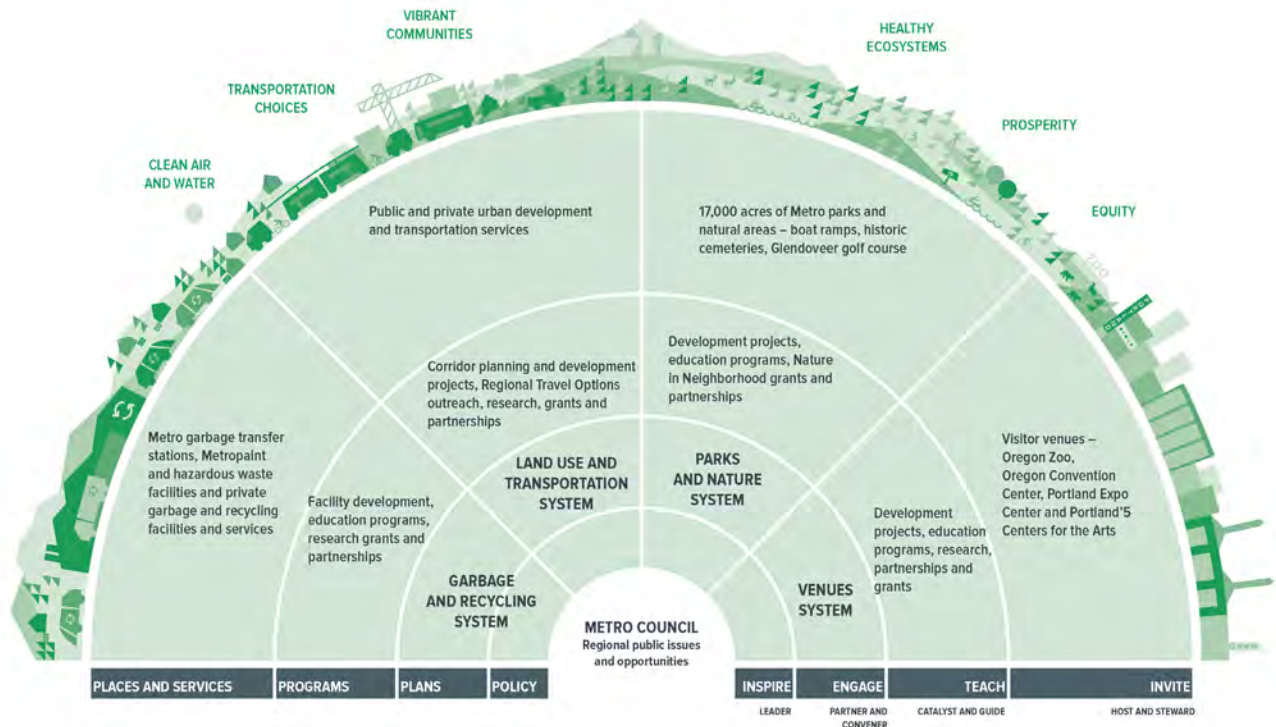 VIBRANT
COMMUNITIES
HEALTHY
ECOSYSTEMS
TRANSPORTATION
CHOICES
PROSPERITY
CLEAN AIR
AND WATER
EQUITY
ZOO
PORTLAND
Public and private urban development
and transportation services
17,000 acres of Metro parks and
natural areas – boat ramps, historic
cemeteries, Glendoveer golf course
Corridor planning and development
projects, Regional Travel Options
outreach, research, grants and
partnerships
Development projects,
education programs, Nature
in Neighborhood grants and
partnerships
Metro garbage transfer
stations, Metropaint
and hazardous waste
facilities and private
garbage and recycling
facilities and services
Facility development,
education programs,
research grants and
partnerships
LAND USE AND
TRANSPORTATION
SYSTEM
PARKS
AND NATURE
SYSTEM
Development
projects, education
programs, research,
partnerships and
grants
Visitor venues –
Oregon Zoo,
Oregon Convention
Center, Portland Expo
Center and Portland'5
Centers for the Arts
GARBAGE
AND RECYCLING
SYSTEM
VENUES
SYSTEM
METRO COUNCIL
Regional public issues
and opportunities
PLACES AND SERVICES
PROGRAMS
PLANS
POLICY
INSPIRE
ENGAGE
TEACH
INVITE
LEADER
PARTNER AND
CONVENER
CATALYST AND GUIDE
HOST AND STEWARD